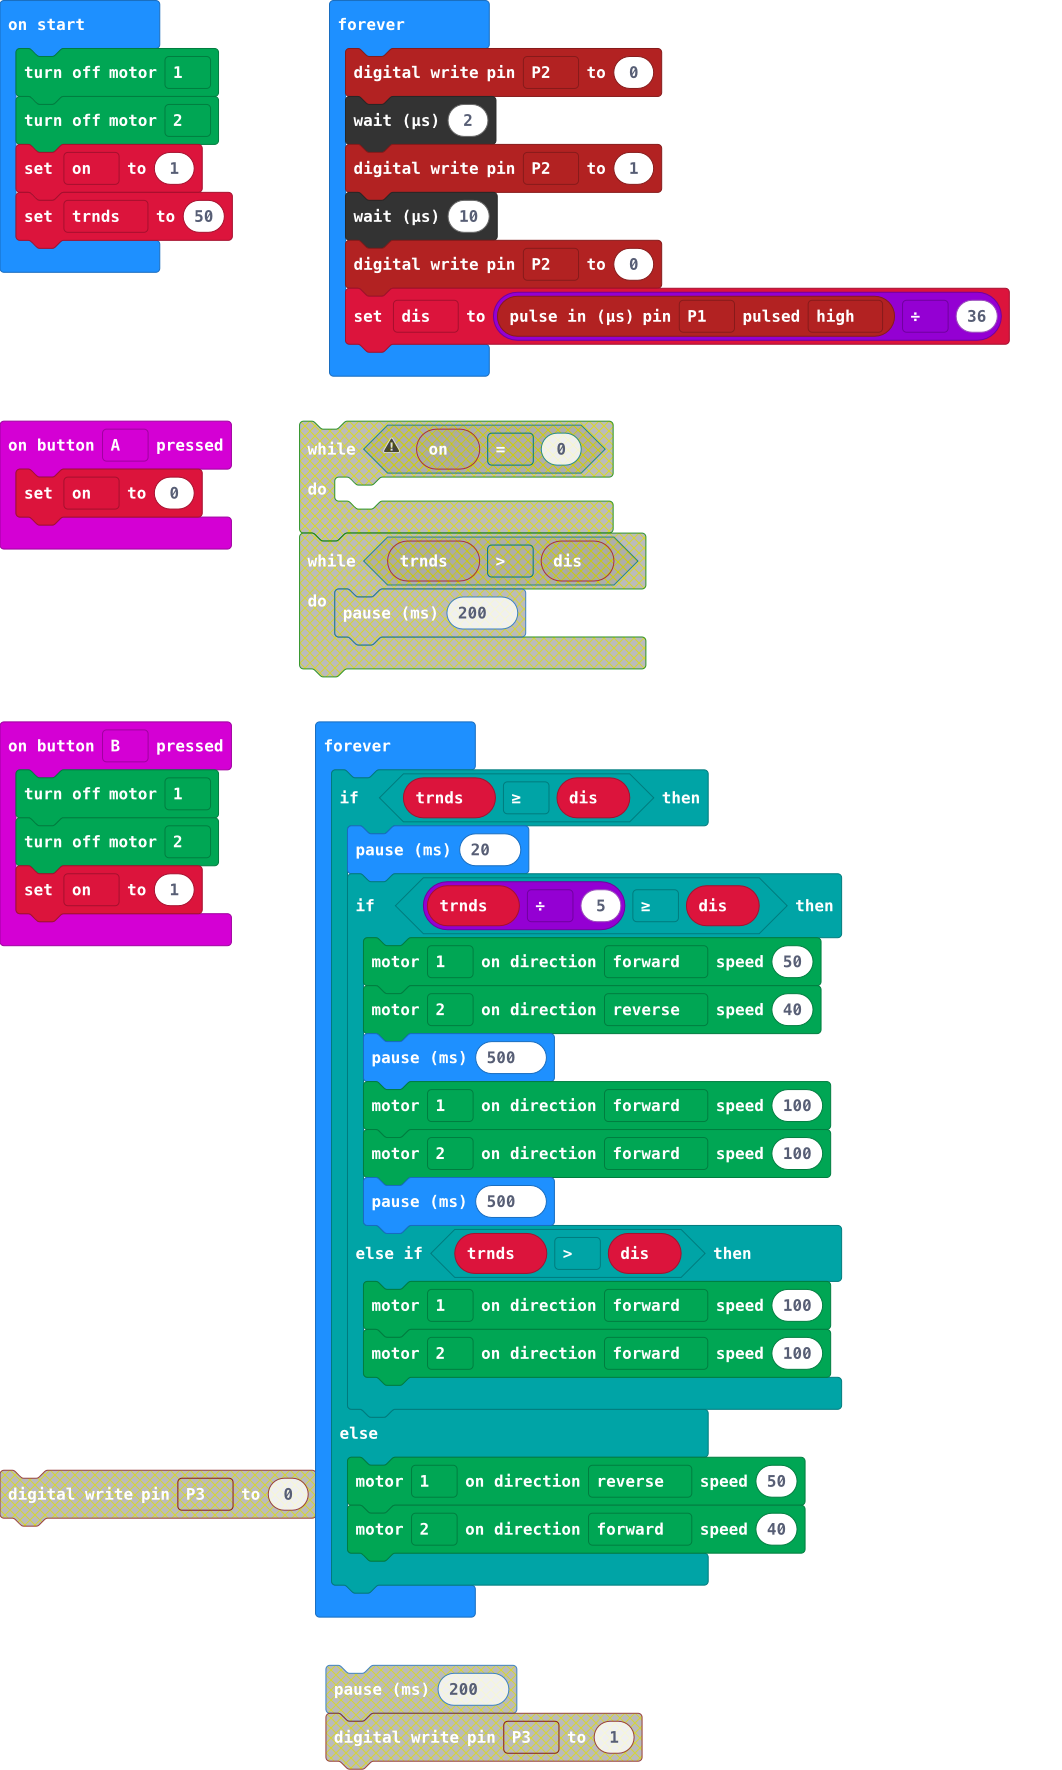 on start
turn off motor 1
turn off motor 2
set on to 1
set trnds to 50
forever
digital write pin P2 to 0
wait (µs) 2
digital write pin P2 to 1
wait (µs) 10
digital write pin P2 to 0
set dis to pulse in (µs) pin P1 pulsed high ÷ 36
on button A pressed
set on to 0
while on = 0
do
while trnds > dis
do pause (ms) 200
on button B pressed
turn off motor 1
turn off motor 2
set on to 1
forever
if trnds ≥ dis then
pause (ms) 20
if trnds ÷ 5 ≥ dis then
motor 1 on direction forward speed 50
motor 2 on direction reverse speed 40
pause (ms) 500
motor 1 on direction forward speed 100
motor 2 on direction forward speed 100
pause (ms) 500
else if trnds > dis then
motor 1 on direction forward speed 100
motor 2 on direction forward speed 100
else
motor 1 on direction reverse speed 50
motor 2 on direction forward speed 40
digital write pin P3 to 0
pause (ms) 200
digital write pin P3 to 1